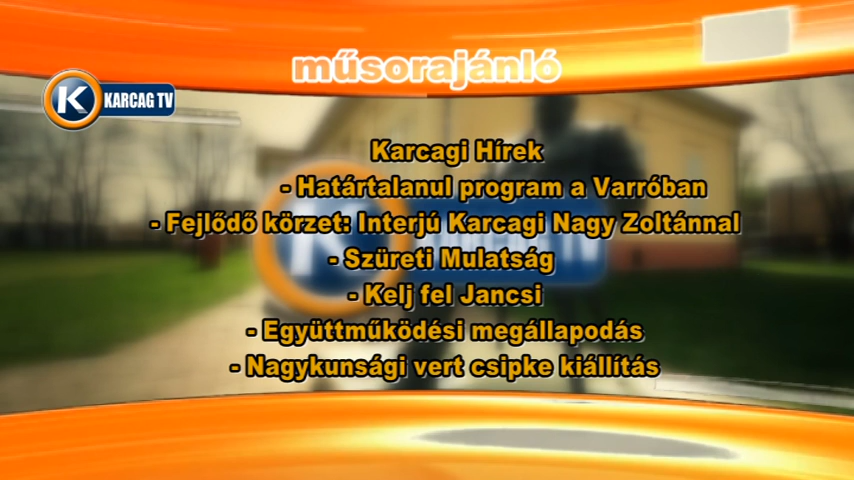 műsorajánló
K KARCAG TV
Karcagi Hírek
- Határtalanul program a Varróban
- Fejlődő körzet: Interjú Karcagi Nagy Zoltánnal
- Szüreti Mulatság
- Kelj fel Jancsi
- Együttműködési megállapodás
- Nagykunsági vert csipke kiállítás